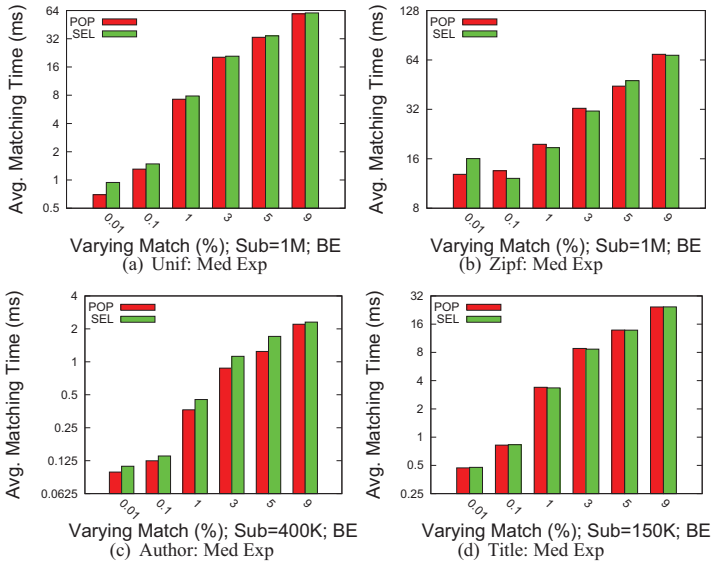 Avg. Matching Time (ms)
64
32
16
8
4
2
1
0.5
POP
SEL
0.01
0.1
1
3
5
9
Varying Match (%); Sub=1M; BE
(a) Unif: Med Exp
Avg. Matching Time (ms)
128
64
32
16
8
POP
SEL
0.01
0.1
1
3
5
9
Varying Match (%); Sub=1M; BE
(b) Zipf: Med Exp
Avg. Matching Time (ms)
4
2
1
0.5
0.25
0.125
0.0625
POP
SEL
0.01
0.1
1
3
5
9
Varying Match (%); Sub=400K; BE
(c) Author: Med Exp
Avg. Matching Time (ms)
32
16
8
4
2
1
0.5
0.25
POP
SEL
0.01
0.1
1
3
5
9
Varying Match (%); Sub=150K; BE
(d) Title: Med Exp